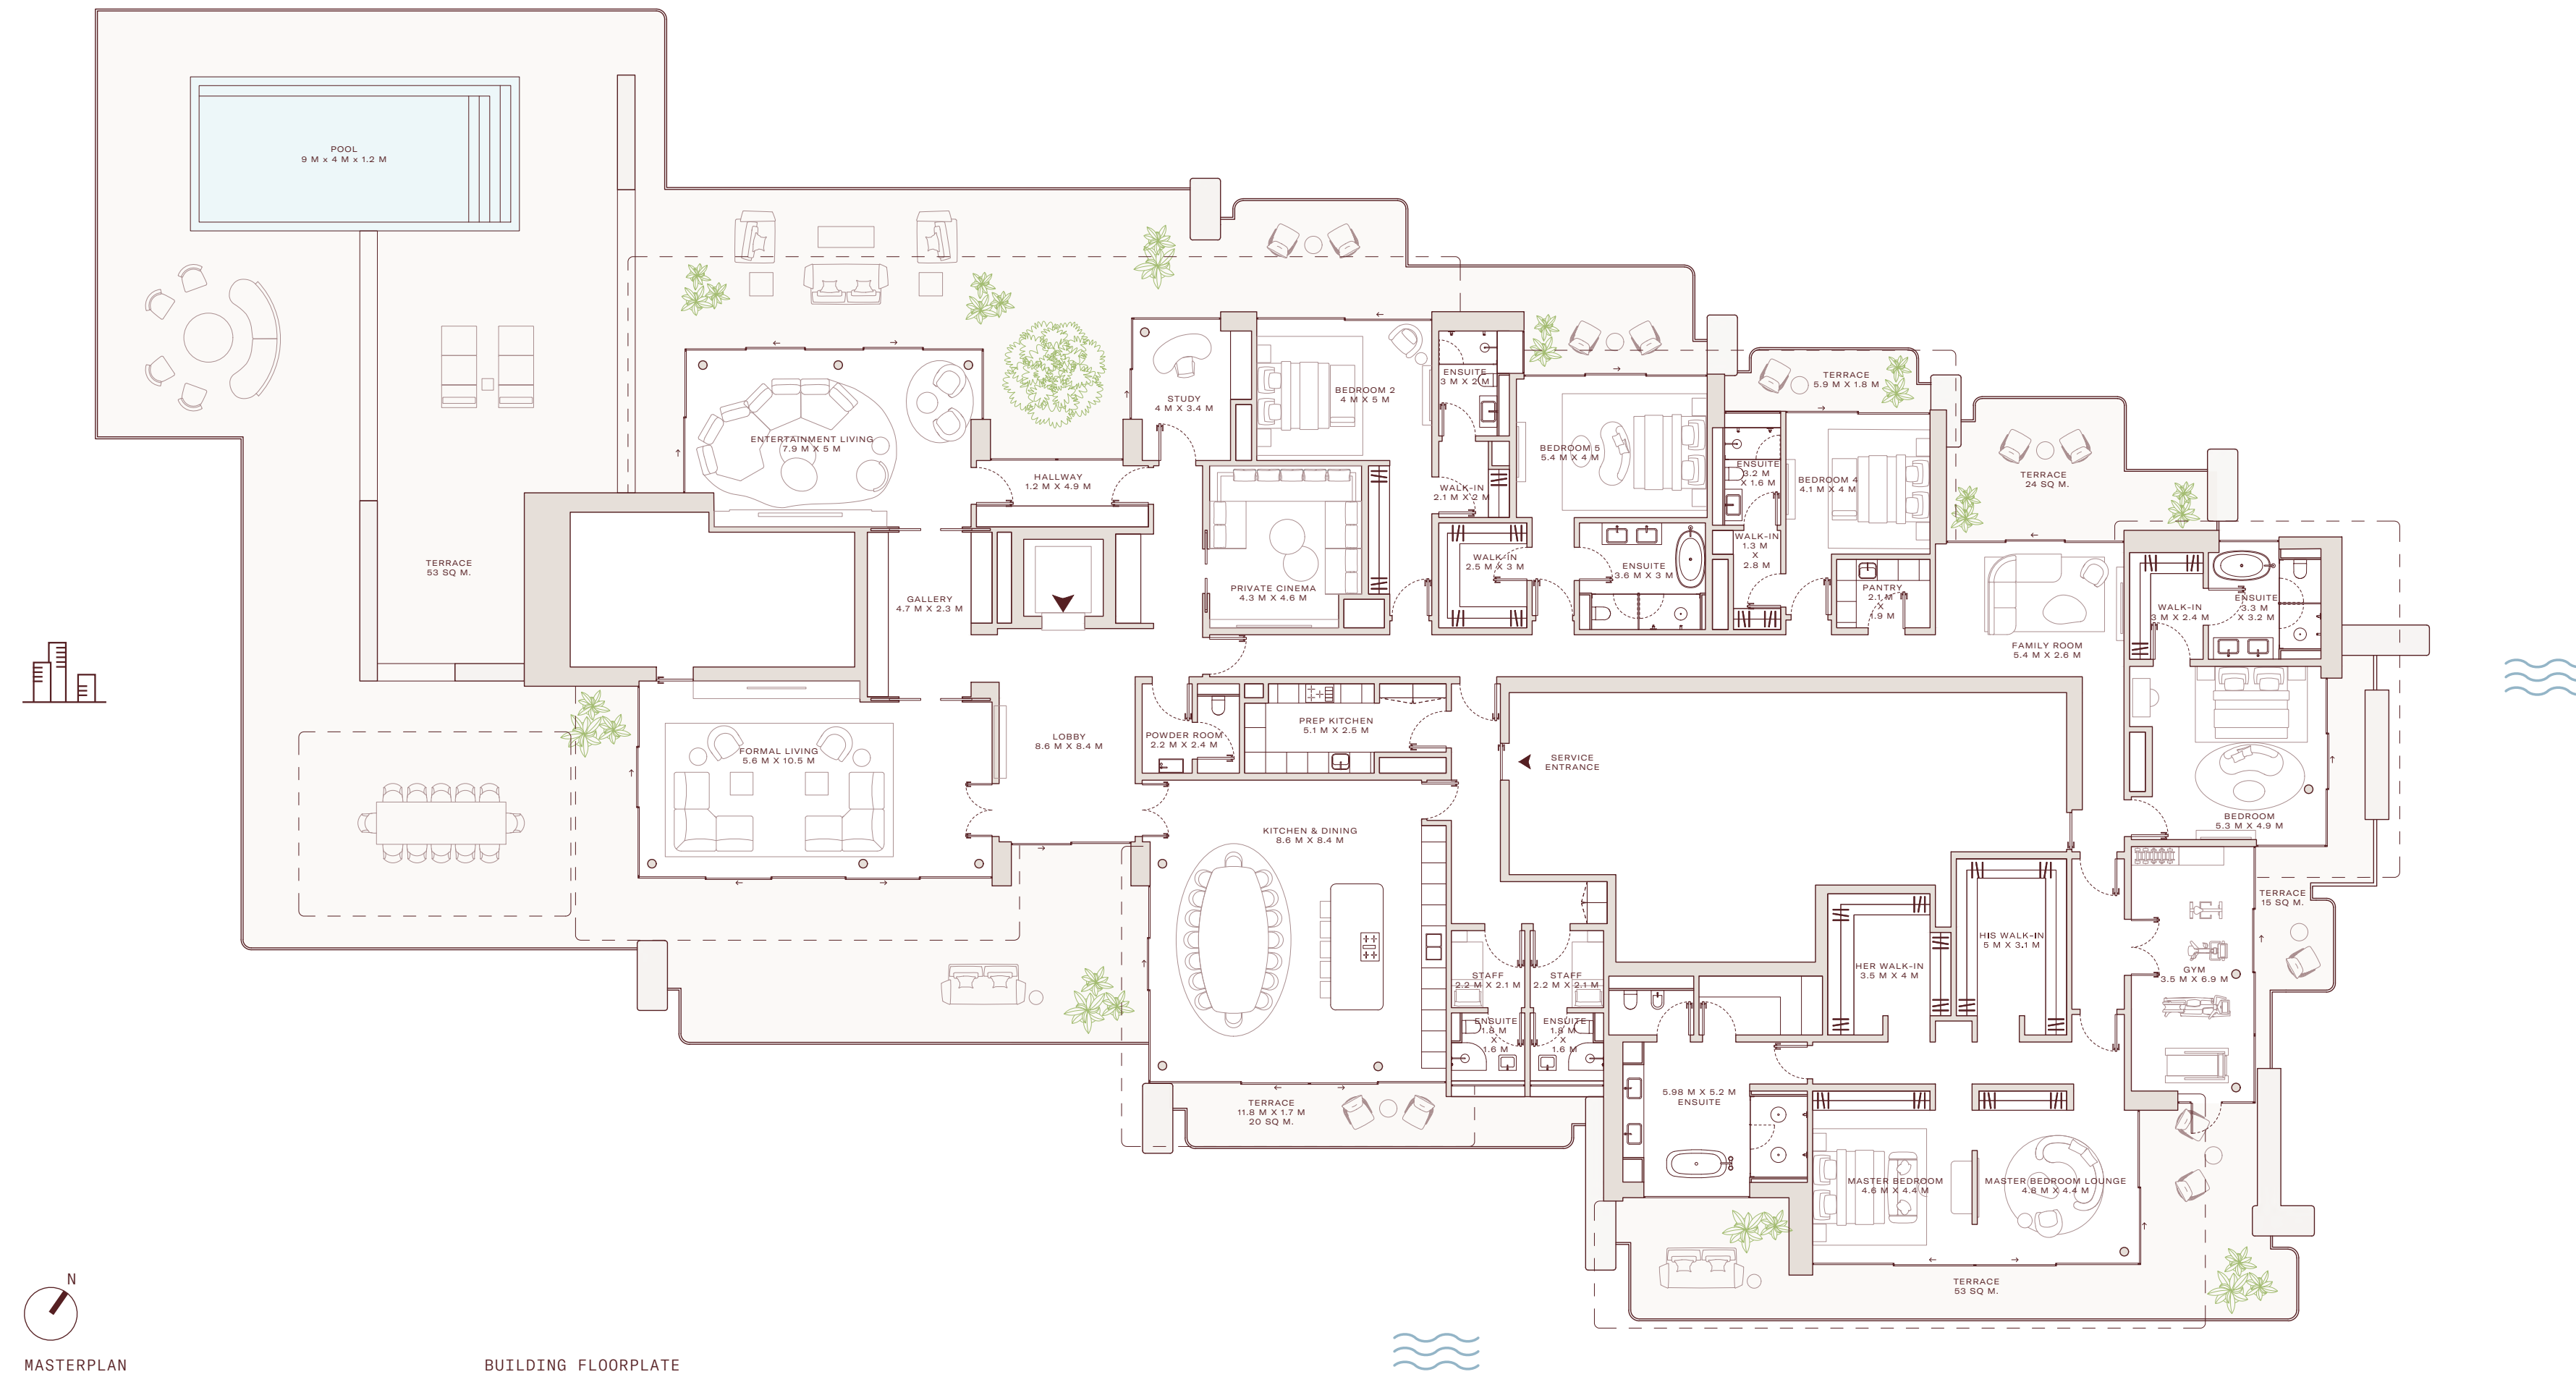 POOL
9 M x 4 M x 1.2 M
TERRACE
5.9 M X 1.8 M
STUDY
4 M X 3.4 M
BEDROOM 2
4 M X 5 M
ENSUITE
3 M X 2 M
ENTERTAINMENT LIVING
7.9 M X 5 M
HALLWAY
1.2 M X 4.9 M
WALK-IN
2.1 M X 2 M
BEDROOM 5
5.4 M X 4 M
ENSUITE
3.2 M
X 1.6 M
BEDROOM 4
4.1 M X 4 M
TERRACE
24 SQ M.
TERRACE
53 SQ M.
GALLERY
4.7 M X 2.3 M
PRIVATE CINEMA
4.3 M X 4.6 M
WALK-IN
2.5 M X 3 M
ENSUITE
3.6 M X 3 M
WALK-IN
1.3 M
X
2.8 M
PANTRY
2.1 M
X
1.9 M
FAMILY ROOM
5.4 M X 2.6 M
WALK-IN
3 M X 2.4 M
ENSUITE
3.3 M
X 3.2 M
FORMAL LIVING
5.6 M X 10.5 M
LOBBY
8.6 M X 8.4 M
POWDER ROOM
2.2 M X 2.4 M
PREP KITCHEN
5.1 M X 2.5 M
SERVICE
ENTRANCE
KITCHEN & DINING
8.6 M X 8.4 M
BEDROOM
5.3 M X 4.9 M
TERRACE
15 SQ M.
STAFF
2.2 M X 2.1 M
STAFF
2.2 M X 2.1 M
HER WALK-IN
3.5 M X 4 M
HIS WALK-IN
5 M X 3.1 M
GYM
3.5 M X 6.9 M
ENSUITE
1.8 M
X
1.6 M
ENSUITE
1.8 M
X
1.6 M
TERRACE
11.8 M X 1.7 M
20 SQ M.
5.98 M X 5.2 M
ENSUITE
MASTER BEDROOM
4.6 M X 4.4 M
MASTER BEDROOM LOUNGE
4.8 M X 4.4 M
TERRACE
53 SQ M.
N
MASTERPLAN
BUILDING FLOORPLATE